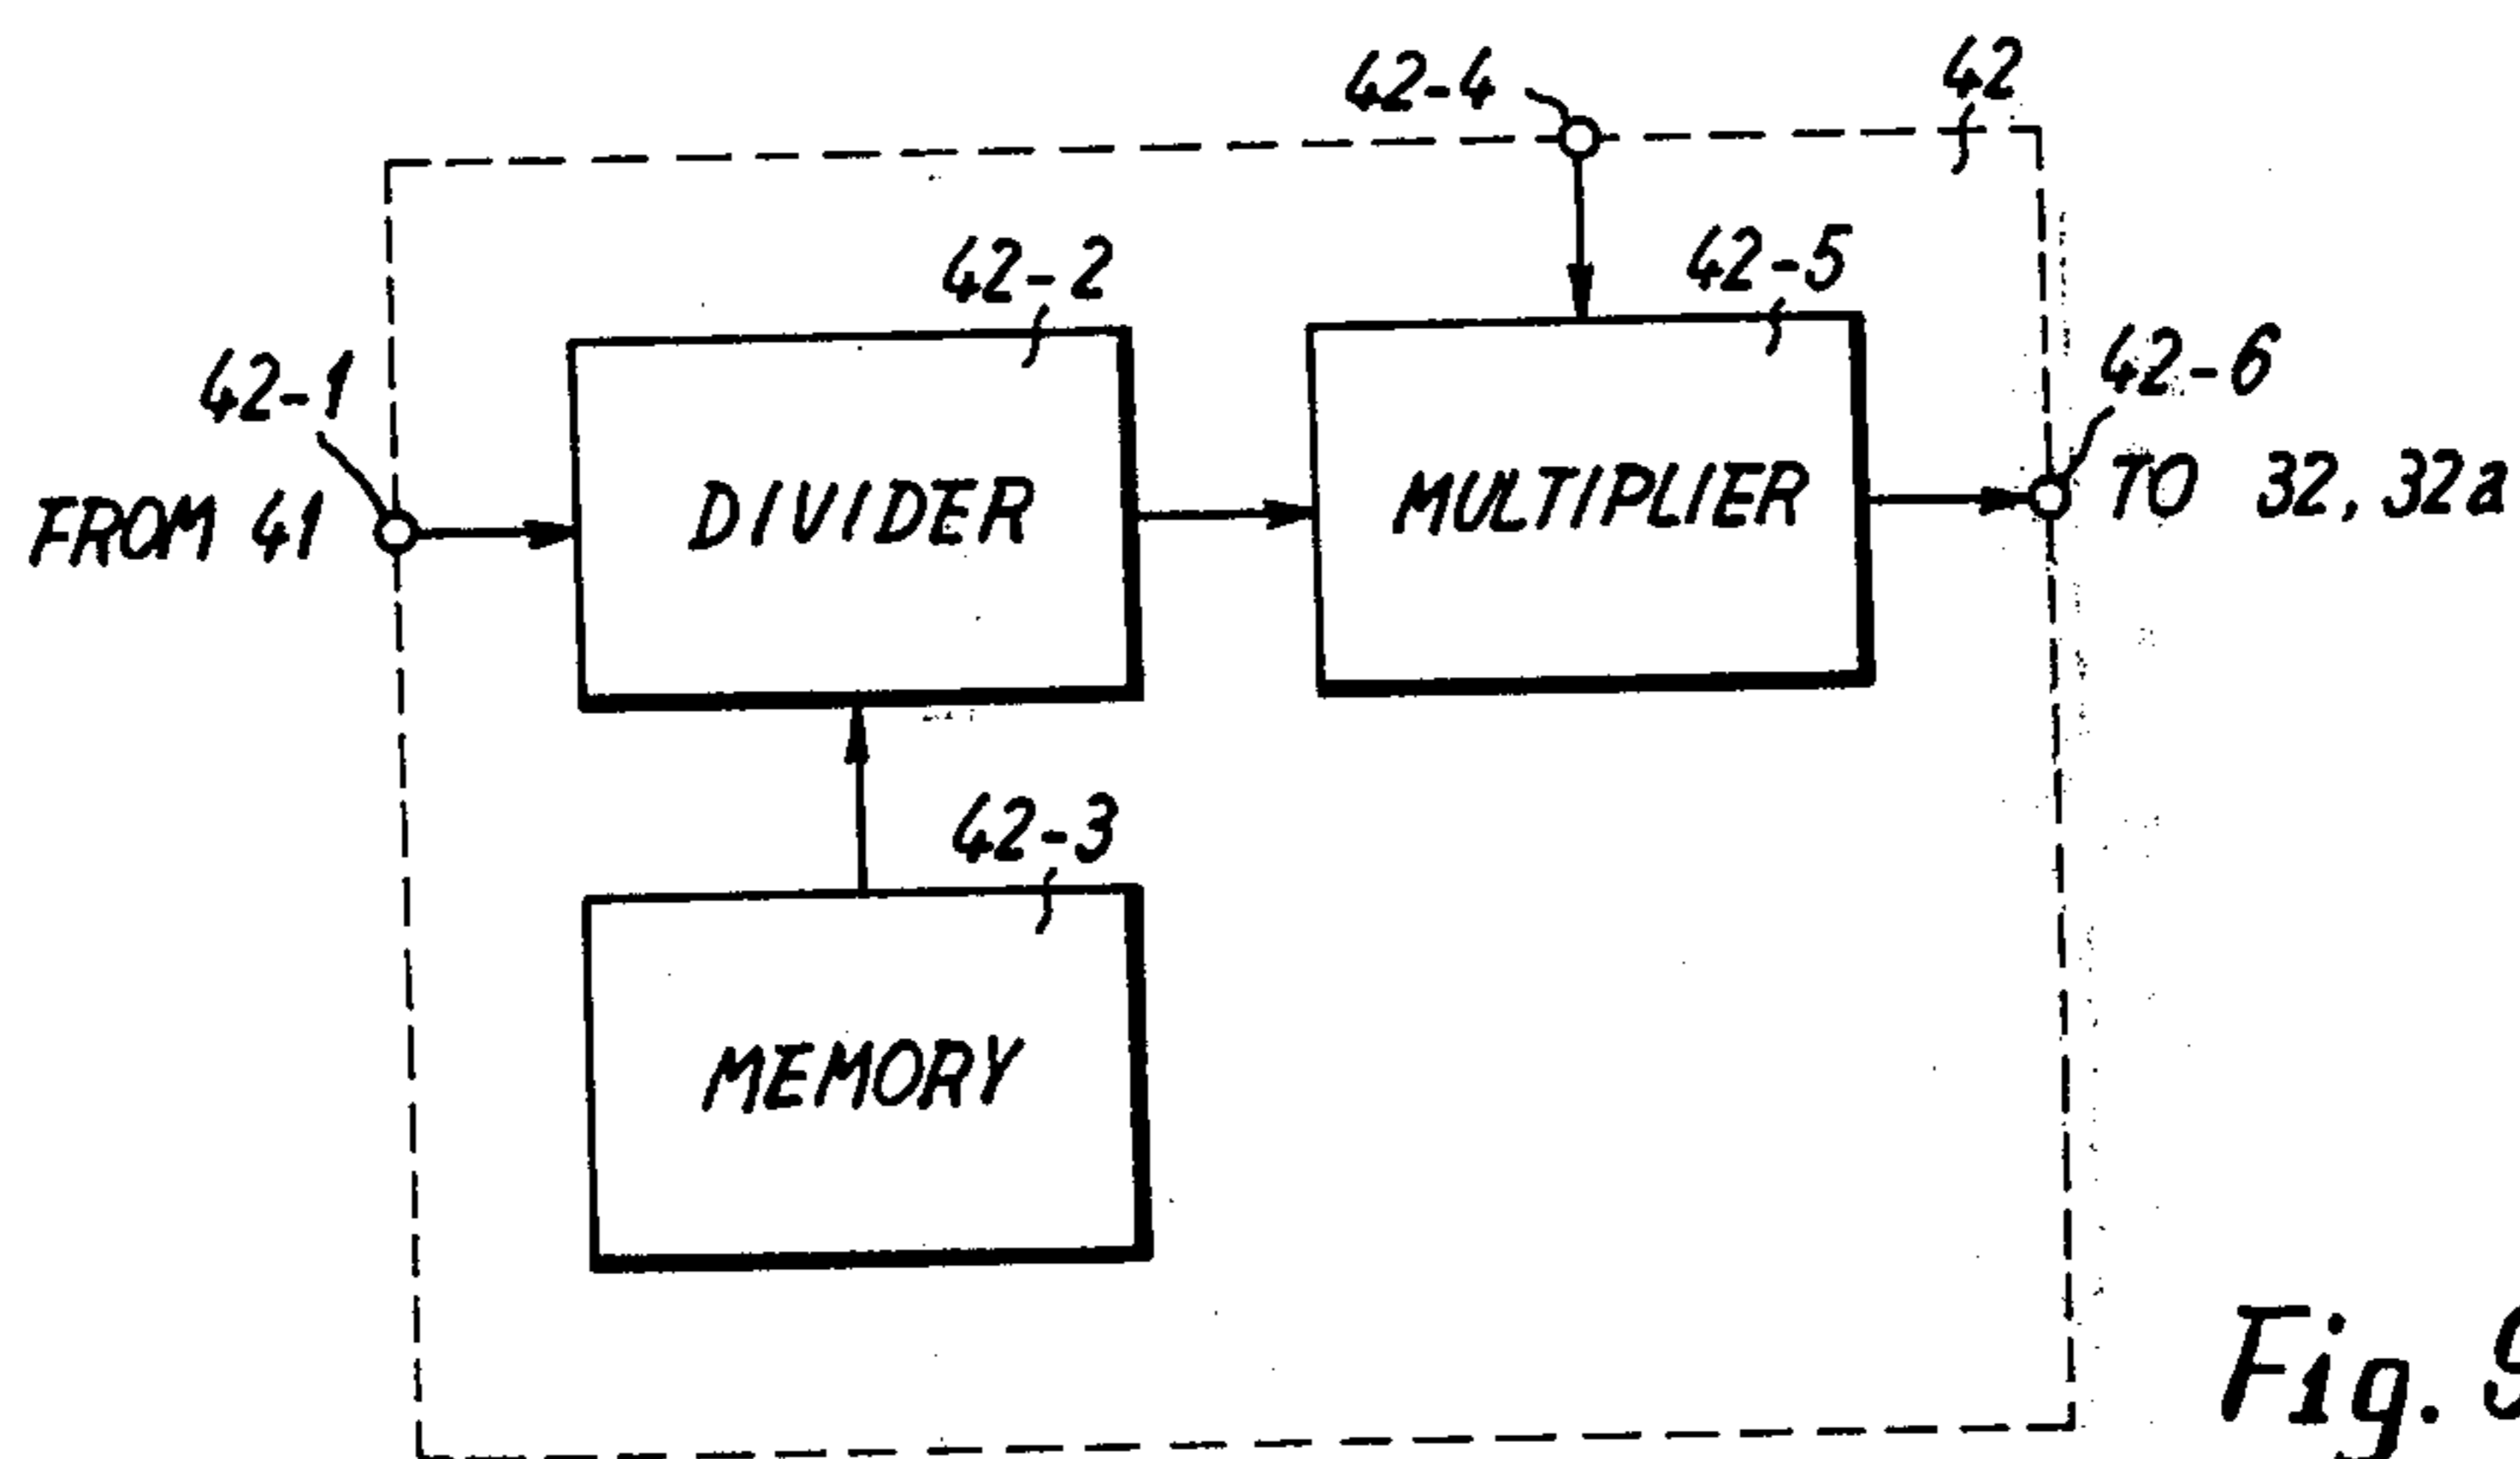 42-4
42
42-2
42-5
42-1
42-6
FROM 41
DIVIDER
MULTIPLIER
TO 32, 32a
42-3
MEMORY
Fig. 9